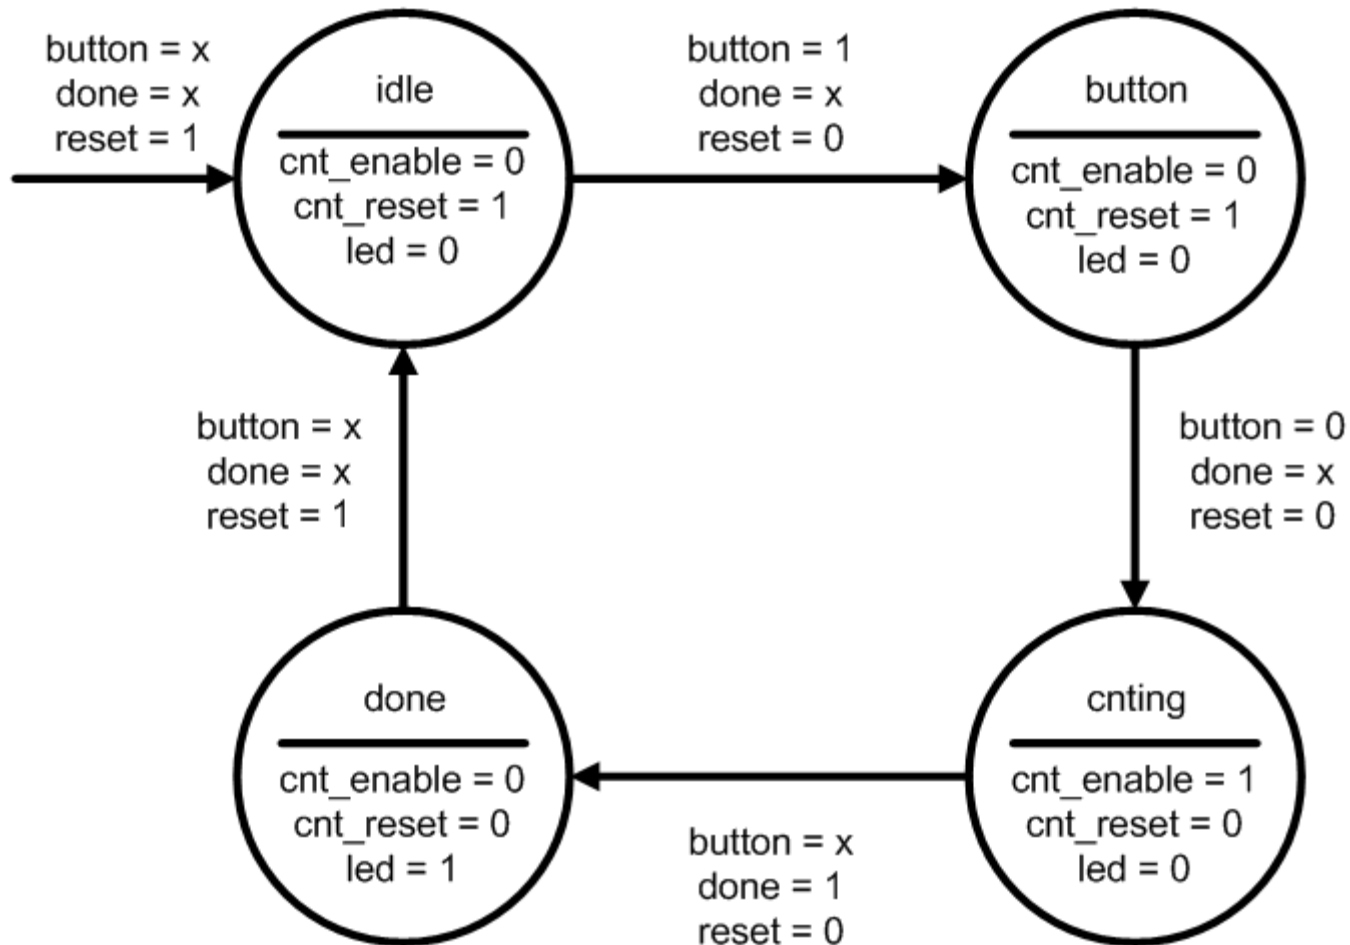 button = x
done = x
reset = 1
idle
cnt_enable = 0
cnt_reset = 1
led = 0
button = 1
done = x
reset = 0
button
cnt_enable = 0
cnt_reset = 1
led = 0
button = x
done = x
reset = 1
button = 0
done = x
reset = 0
done
cnt_enable = 0
cnt_reset = 0
led = 1
button = x
done = 1
reset = 0
cnting
cnt_enable = 1
cnt_reset = 0
led = 0